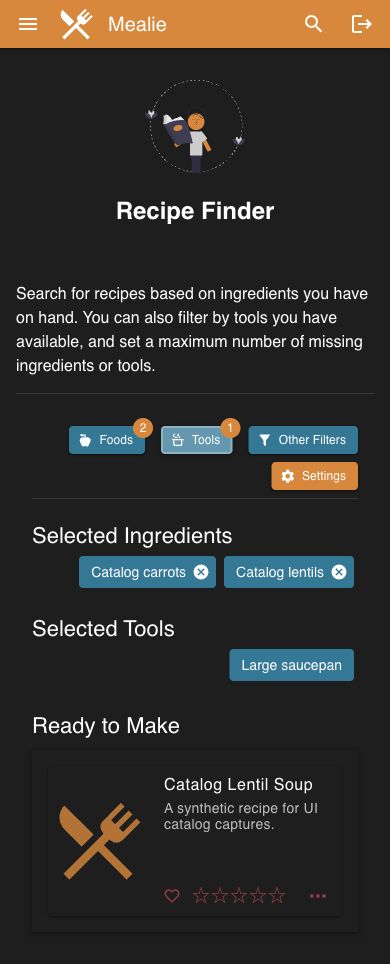 Mealie
Recipe Finder
Search for recipes based on ingredients you have
on hand. You can also filter by tools you have
available, and set a maximum number of missing
ingredients or tools.
Foods 2
Tools 1
Other Filters
Settings
Selected Ingredients
Catalog carrots
Catalog lentils
Selected Tools
Large saucepan
Ready to Make
Catalog Lentil Soup
A synthetic recipe for UI
catalog captures.